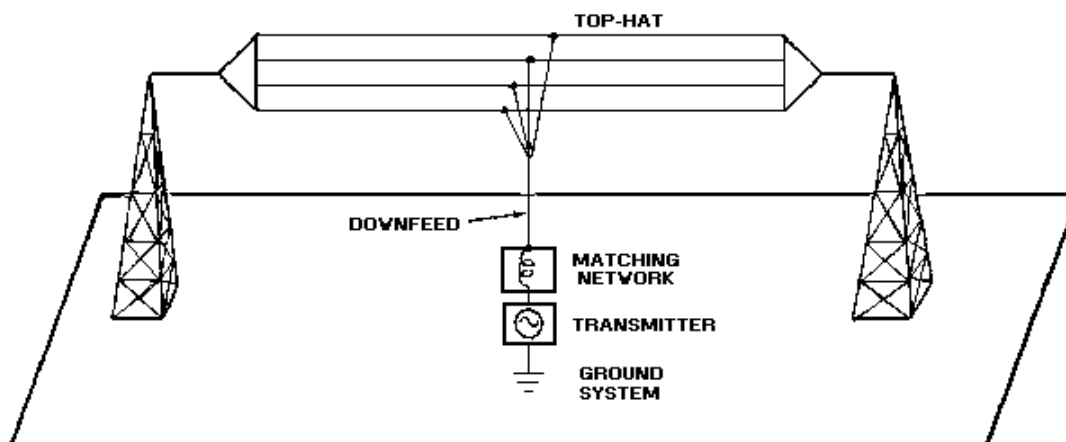 TOP-HAT
DOWNFEED
MATCHING
NETWORK
TRANSMITTER
GROUND
SYSTEM